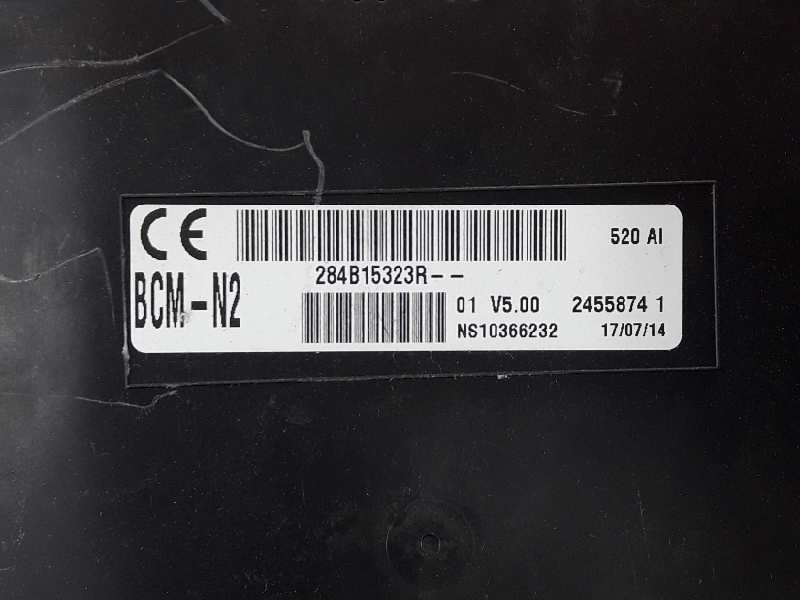 CE 520 AI
284B15323R--
BCM-N2
01 V5.00 2455874 1
NS10366232 17/07/14